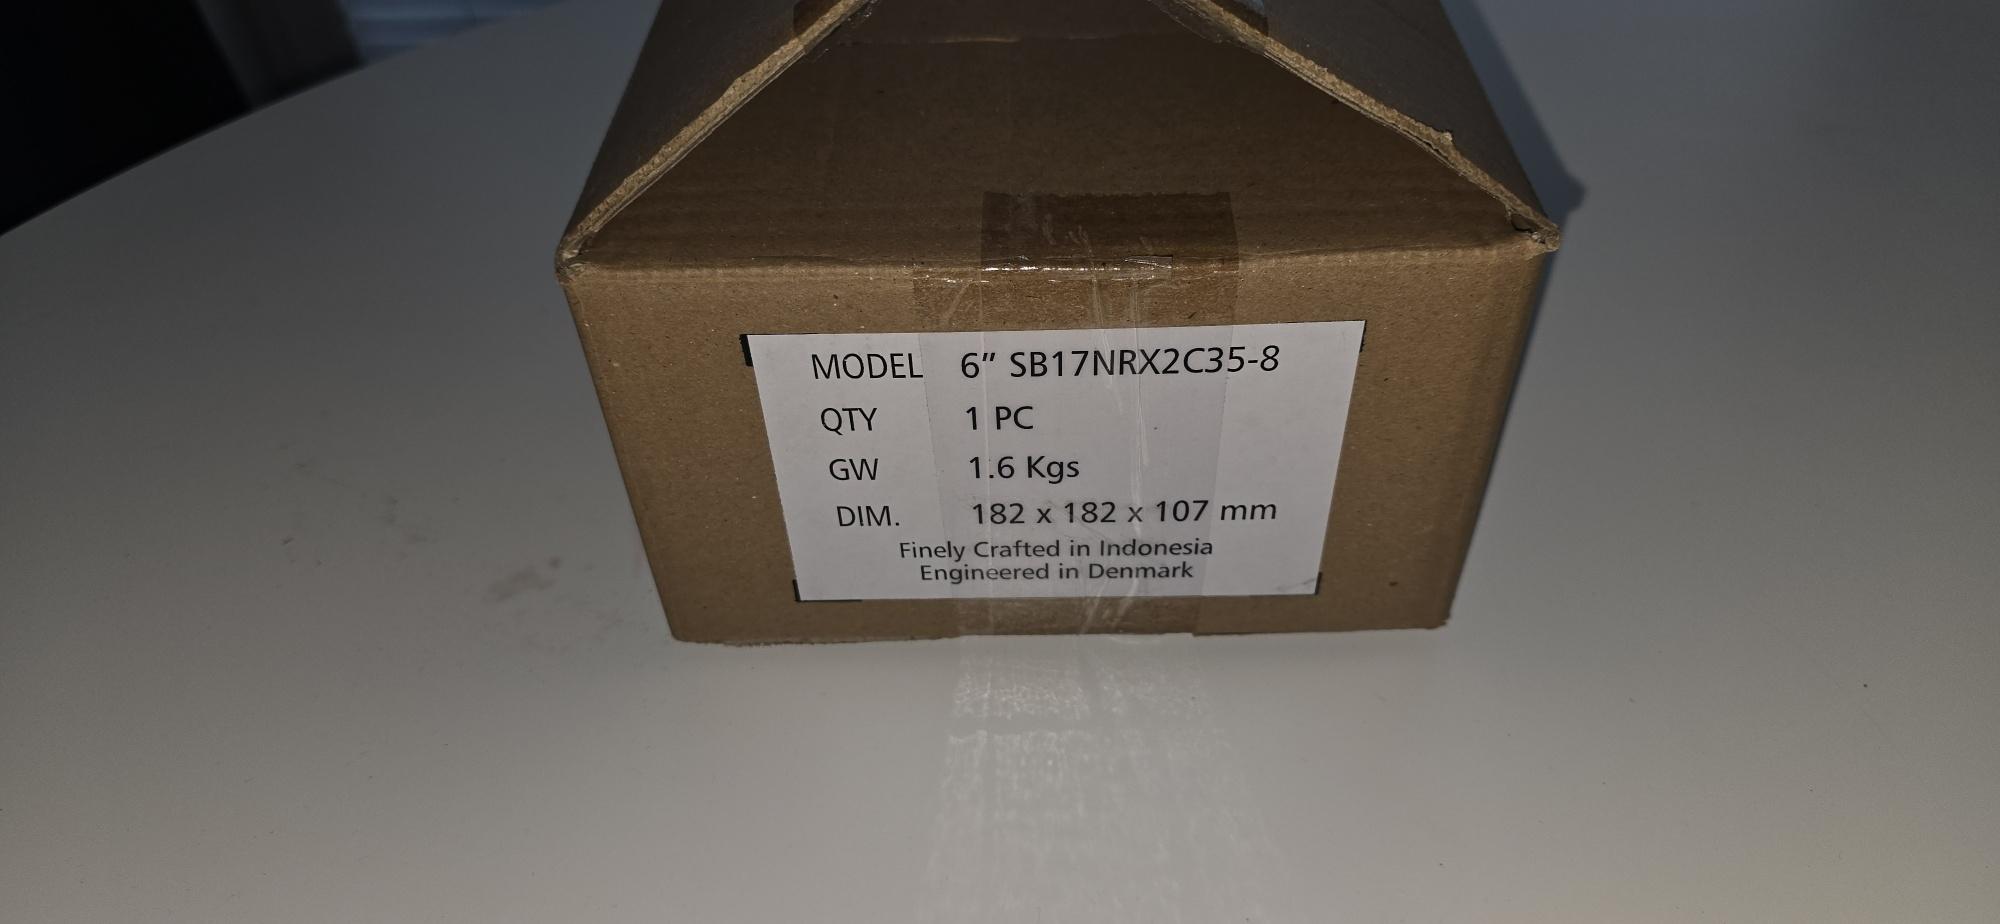 MODEL 6" SB17NRX2C35-8
QTY 1 PC
GW 1.6 Kgs
DIM. 182 x 182 x 107 mm
Finely Crafted in Indonesia
Engineered in Denmark